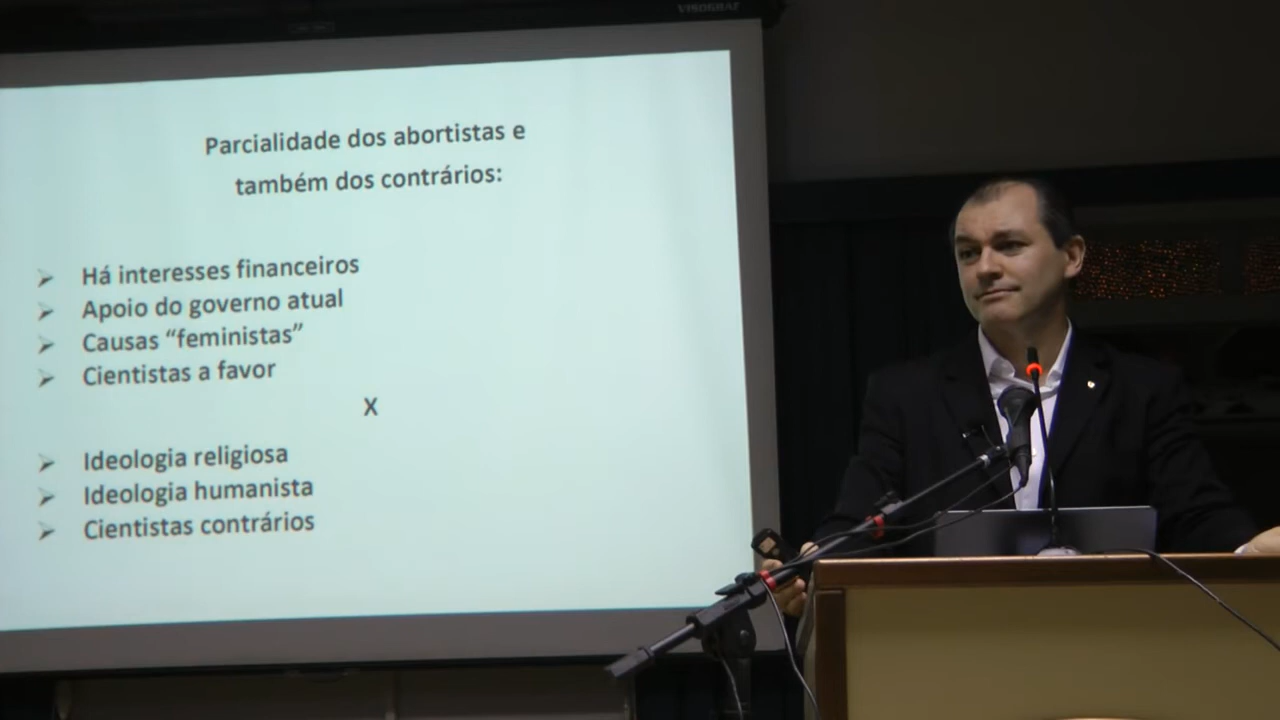 VISOGRAF
Parcialidade dos abortistas e
também dos contrários:
Há interesses financeiros
Apoio do governo atual
Causas “feministas”
Cientistas a favor
X
Ideologia religiosa
Ideologia humanista
Cientistas contrários